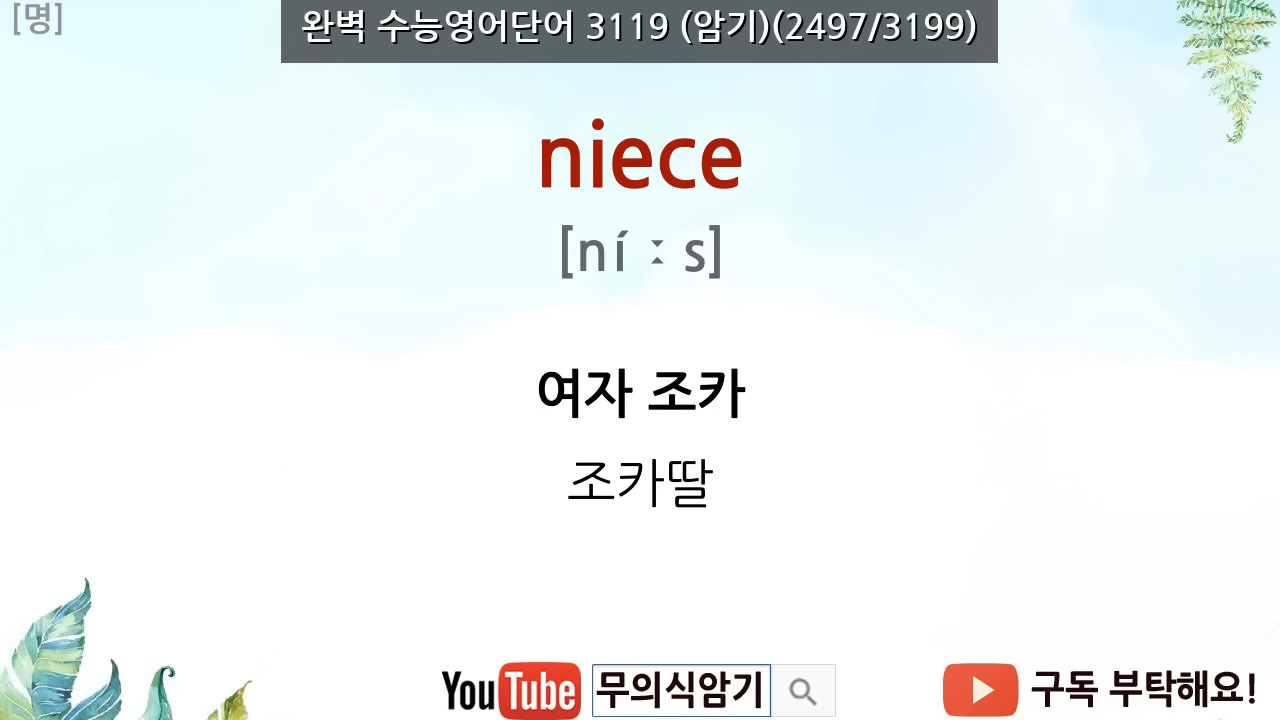 [명]
완벽 수능영어단어 3119 (암기)(2497/3199)
niece
[níːs]
여자 조카
조카딸
YouTube 무의식암기
구독 부탁해요!